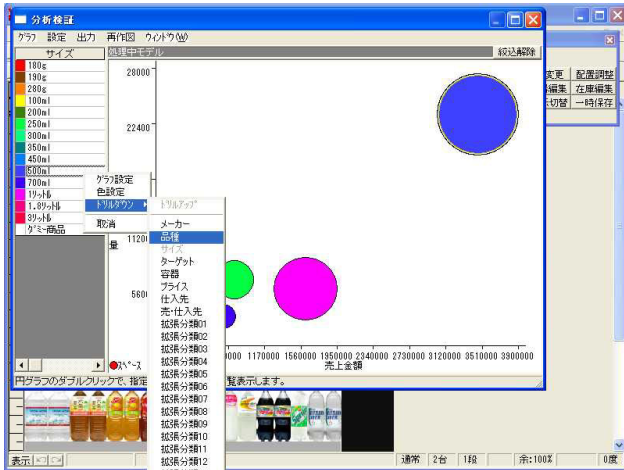 分析検証
グラフ 設定 出力 再作図 ウィンドウ(W)
サイズ
処理中モデル
絞込解除
180g
190g
280g
100ml
200ml
250ml
300ml
350ml
450ml
500ml
700ml
1リットル
1.8リットル
3リットル
ダミー商品
28000
22400
11200
5600
量
グラフ設定
色設定
ドリルダウン
取消
ドリルアップ
メーカー
品種
サイズ
ターゲット
容器
プライス
仕入先
売・仕入先
拡張分類01
拡張分類02
拡張分類03
拡張分類04
拡張分類05
拡張分類06
拡張分類07
拡張分類08
拡張分類09
拡張分類10
拡張分類11
拡張分類12
1170000 1560000 1950000 2340000 2730000 3120000 3510000 3900000
売上金額
スペース
円グラフのダブルクリックで、指定
覧表示します。
変更 配置調整
編集 在庫編集
切替 一時保存
表示
通常 2台 1段 余:100% 0度